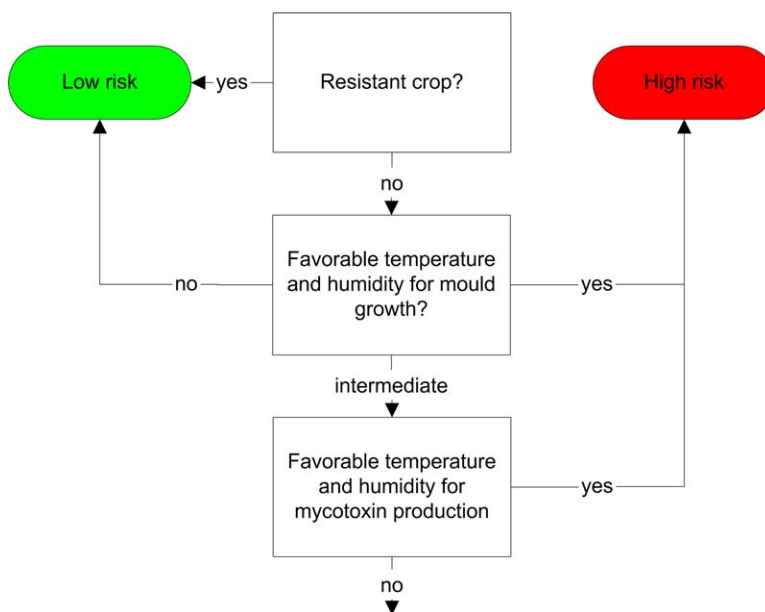 Low risk
yes
Resistant crop?
High risk
no
Favorable temperature
and humidity for mould
growth?
no
yes
intermediate
Favorable temperature
and humidity for
mycotoxin production
yes
no